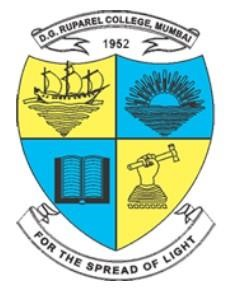 D.G. RUPAREL COLLEGE, MUMBAI
1952
FOR THE SPREAD OF LIGHT